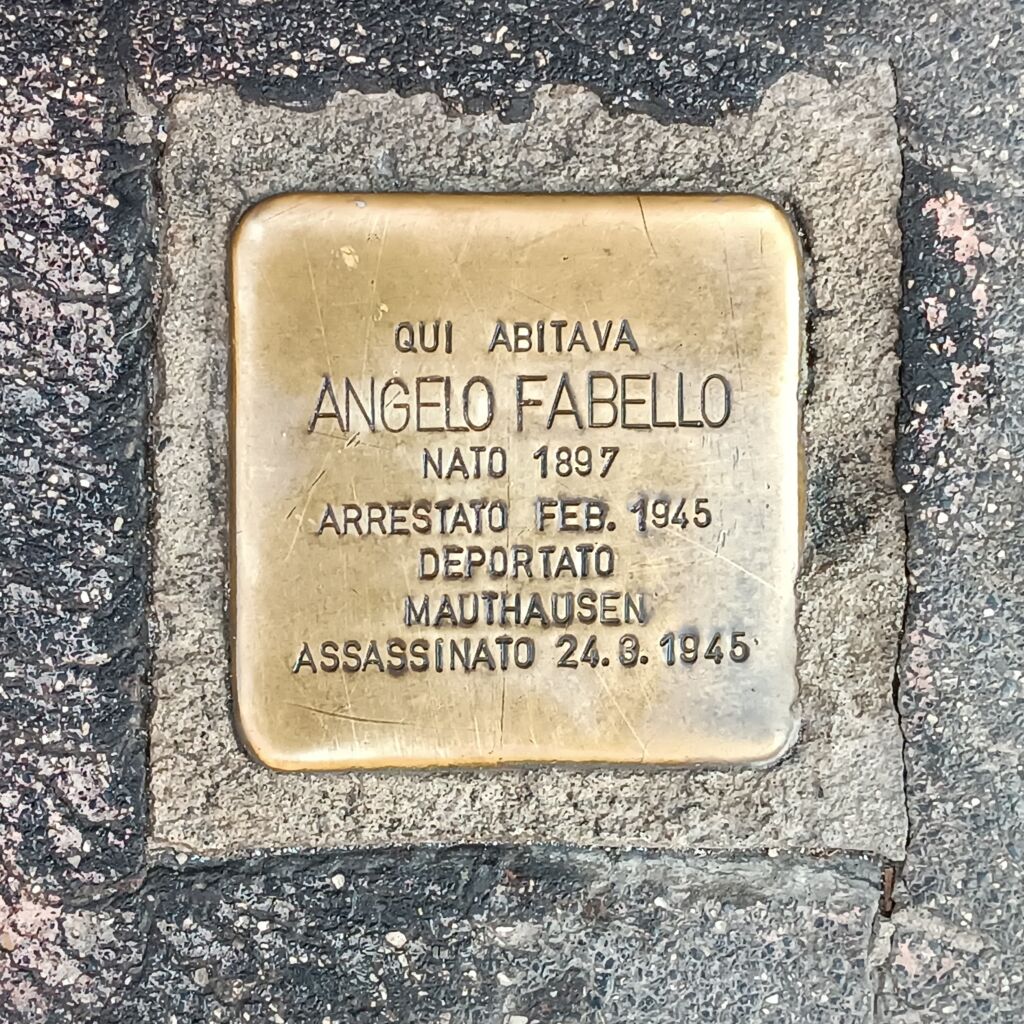 QUI ABITAVA
ANGELO FABELLO
NATO 1897
ARRESTATO FEB. 1945
DEPORTATO
MAUTHAUSEN
ASSASSINATO 24.3.1945